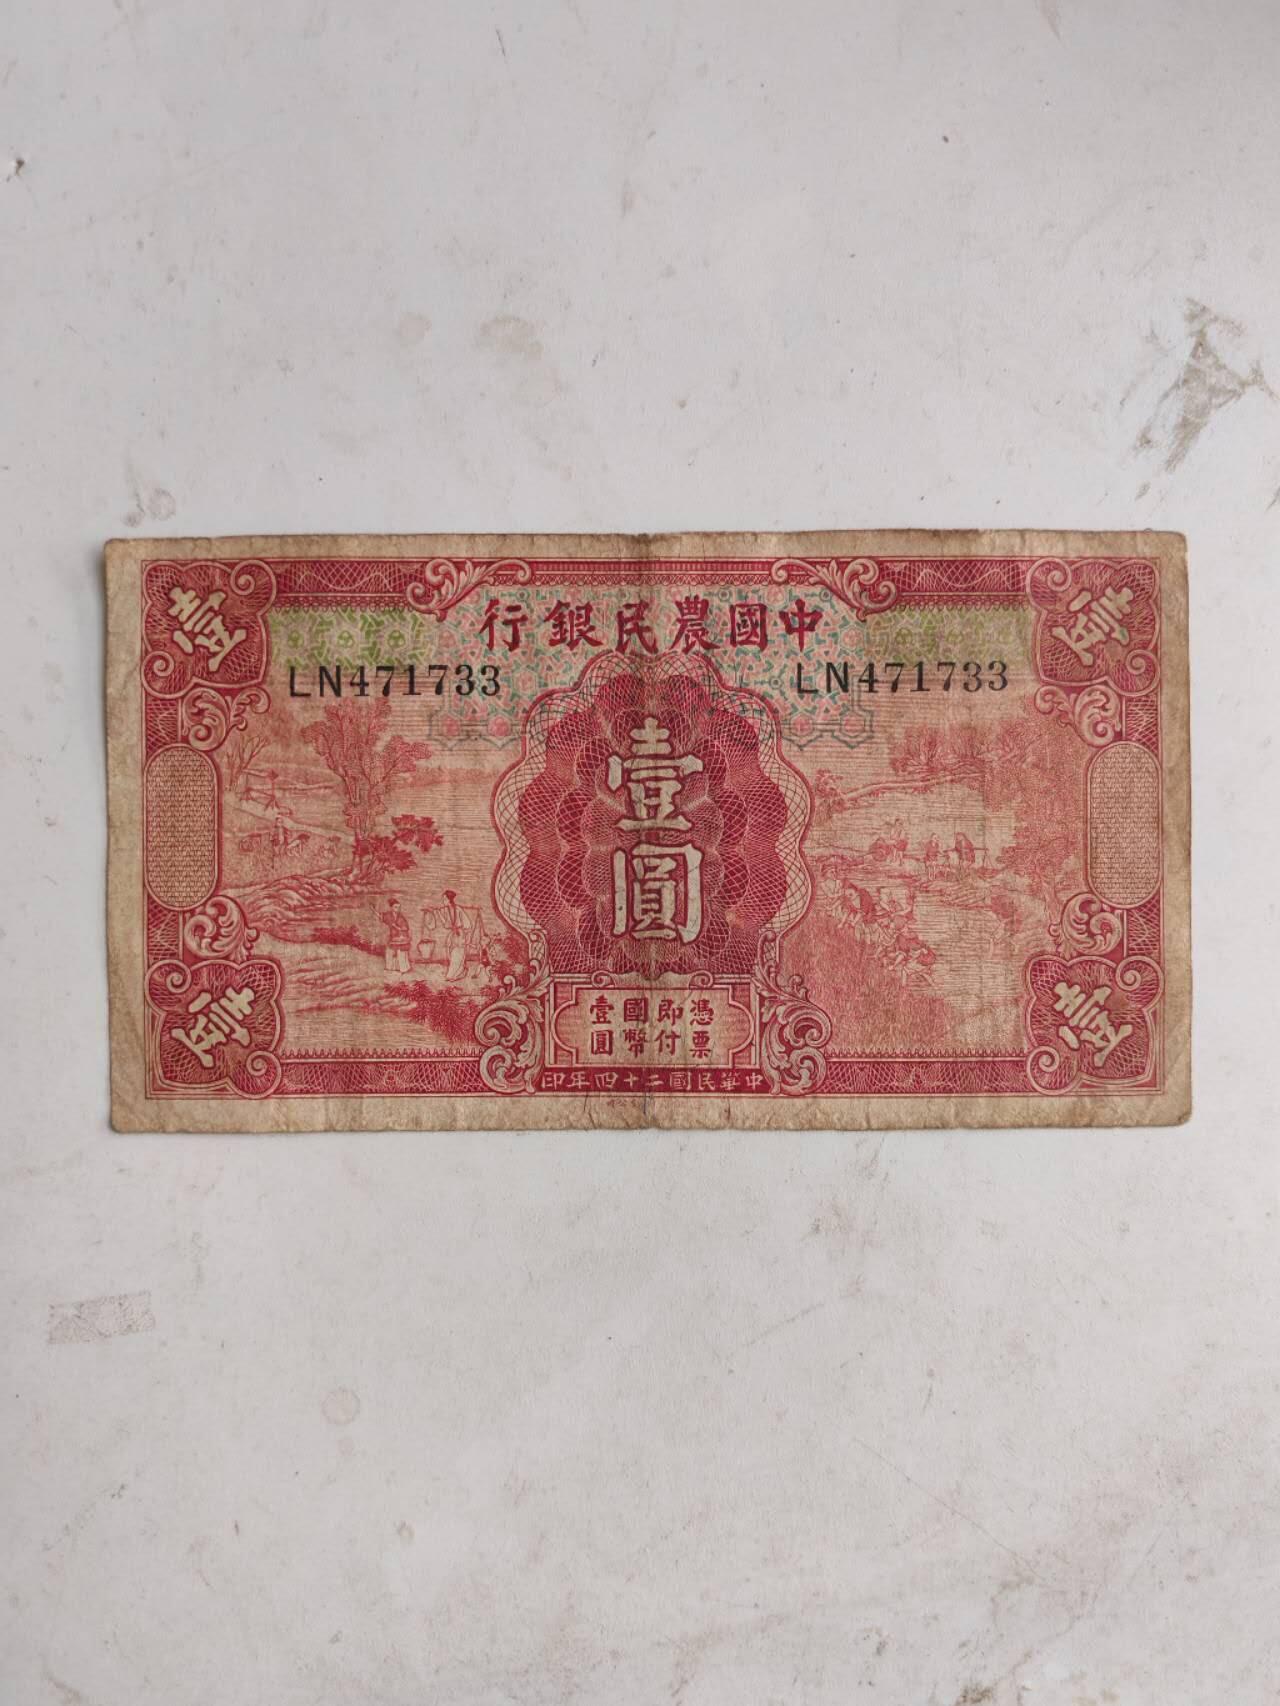 壹 壹
中國農民銀行
LN471733 LN471733
壹圓
憑票即付國幣壹圓
中華民國二十四年印
壹 壹